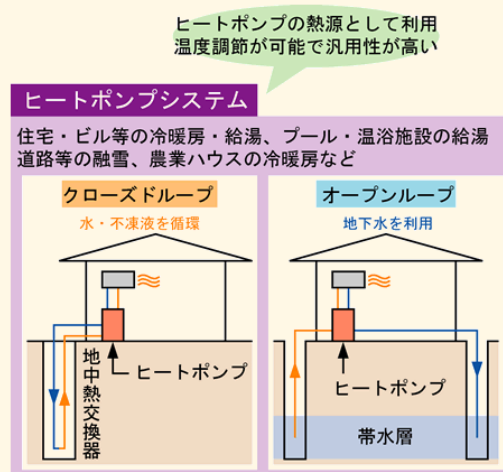 ヒートポンプの熱源として利用
温度調節が可能で汎用性が高い
ヒートポンプシステム
住宅・ビル等の冷暖房・給湯、プール・温浴施設の給湯
道路等の融雪、農業ハウスの冷暖房など
クローズドループ
水・不凍液を循環
ヒートポンプ
地中熱交換器
オープンループ
地下水を利用
ヒートポンプ
帯水層